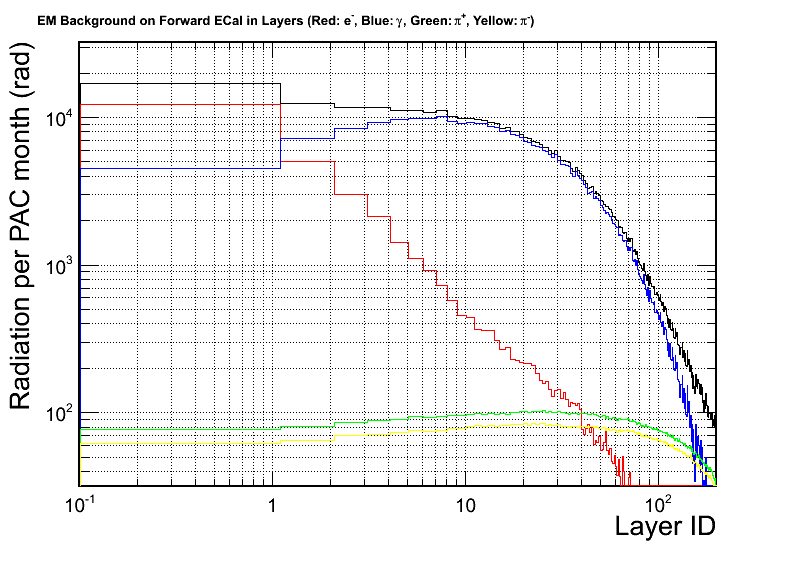 EM Background on Forward ECal in Layers (Red: e⁻, Blue: γ, Green: π⁺, Yellow: π⁻)
Radiation per PAC month (rad)
10⁴
10³
10²
10⁻¹ 1 10 10²
Layer ID